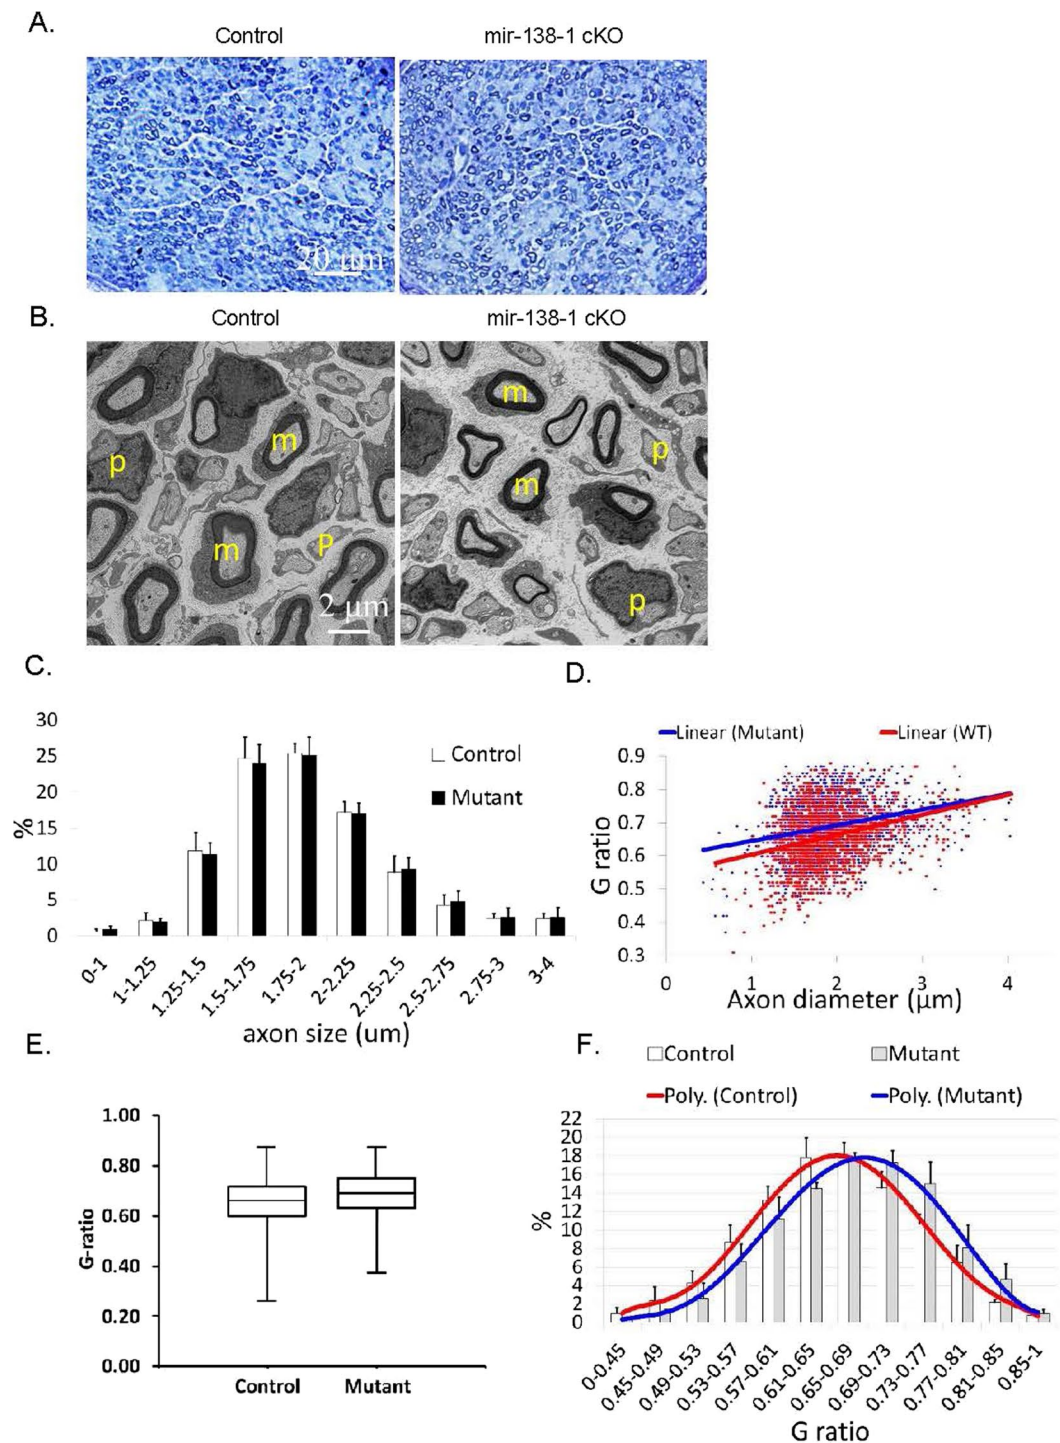 A.
Control
mir-138-1 cKO
20 μm
B.
Control
mir-138-1 cKO
m
p
m
p
2 μm
m
p
m
p
C.
30
25
20
15
10
5
0
%
Control
Mutant
0-1
1-1.25
1.25-1.5
1.5-1.75
1.75-2
2-2.25
2.25-2.5
2.5-2.75
2.75-3
3-4
axon size (um)
D.
Linear (Mutant)
Linear (WT)
0.9
0.8
0.7
0.6
0.5
0.4
0.3
G ratio
0
1
2
3
4
Axon diameter (μm)
E.
1.00
0.80
0.60
0.40
0.20
0.00
G-ratio
Control
Mutant
F.
Control
Mutant
Poly. (Control)
Poly. (Mutant)
22
20
18
16
14
12
10
8
6
4
2
0
%
0-0.45
0.45-0.49
0.49-0.53
0.53-0.57
0.57-0.61
0.61-0.65
0.65-0.69
0.69-0.73
0.73-0.77
0.77-0.81
0.81-0.85
0.85-1
G ratio